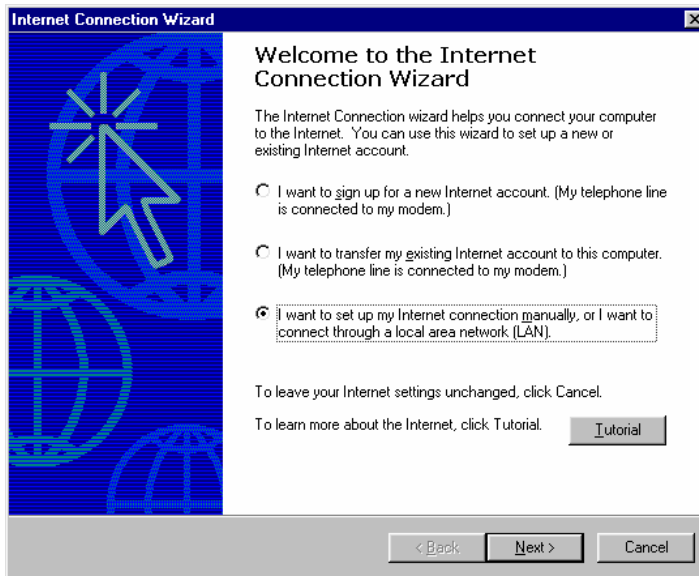 Internet Connection Wizard
Welcome to the Internet
Connection Wizard
The Internet Connection wizard helps you connect your computer
to the Internet. You can use this wizard to set up a new or
existing Internet account.
I want to sign up for a new Internet account. (My telephone line
is connected to my modem.)
I want to transfer my existing Internet account to this computer.
(My telephone line is connected to my modem.)
I want to set up my Internet connection manually, or I want to
connect through a local area network (LAN).
To leave your Internet settings unchanged, click Cancel.
To learn more about the Internet, click Tutorial.
Tutorial
< Back
Next >
Cancel